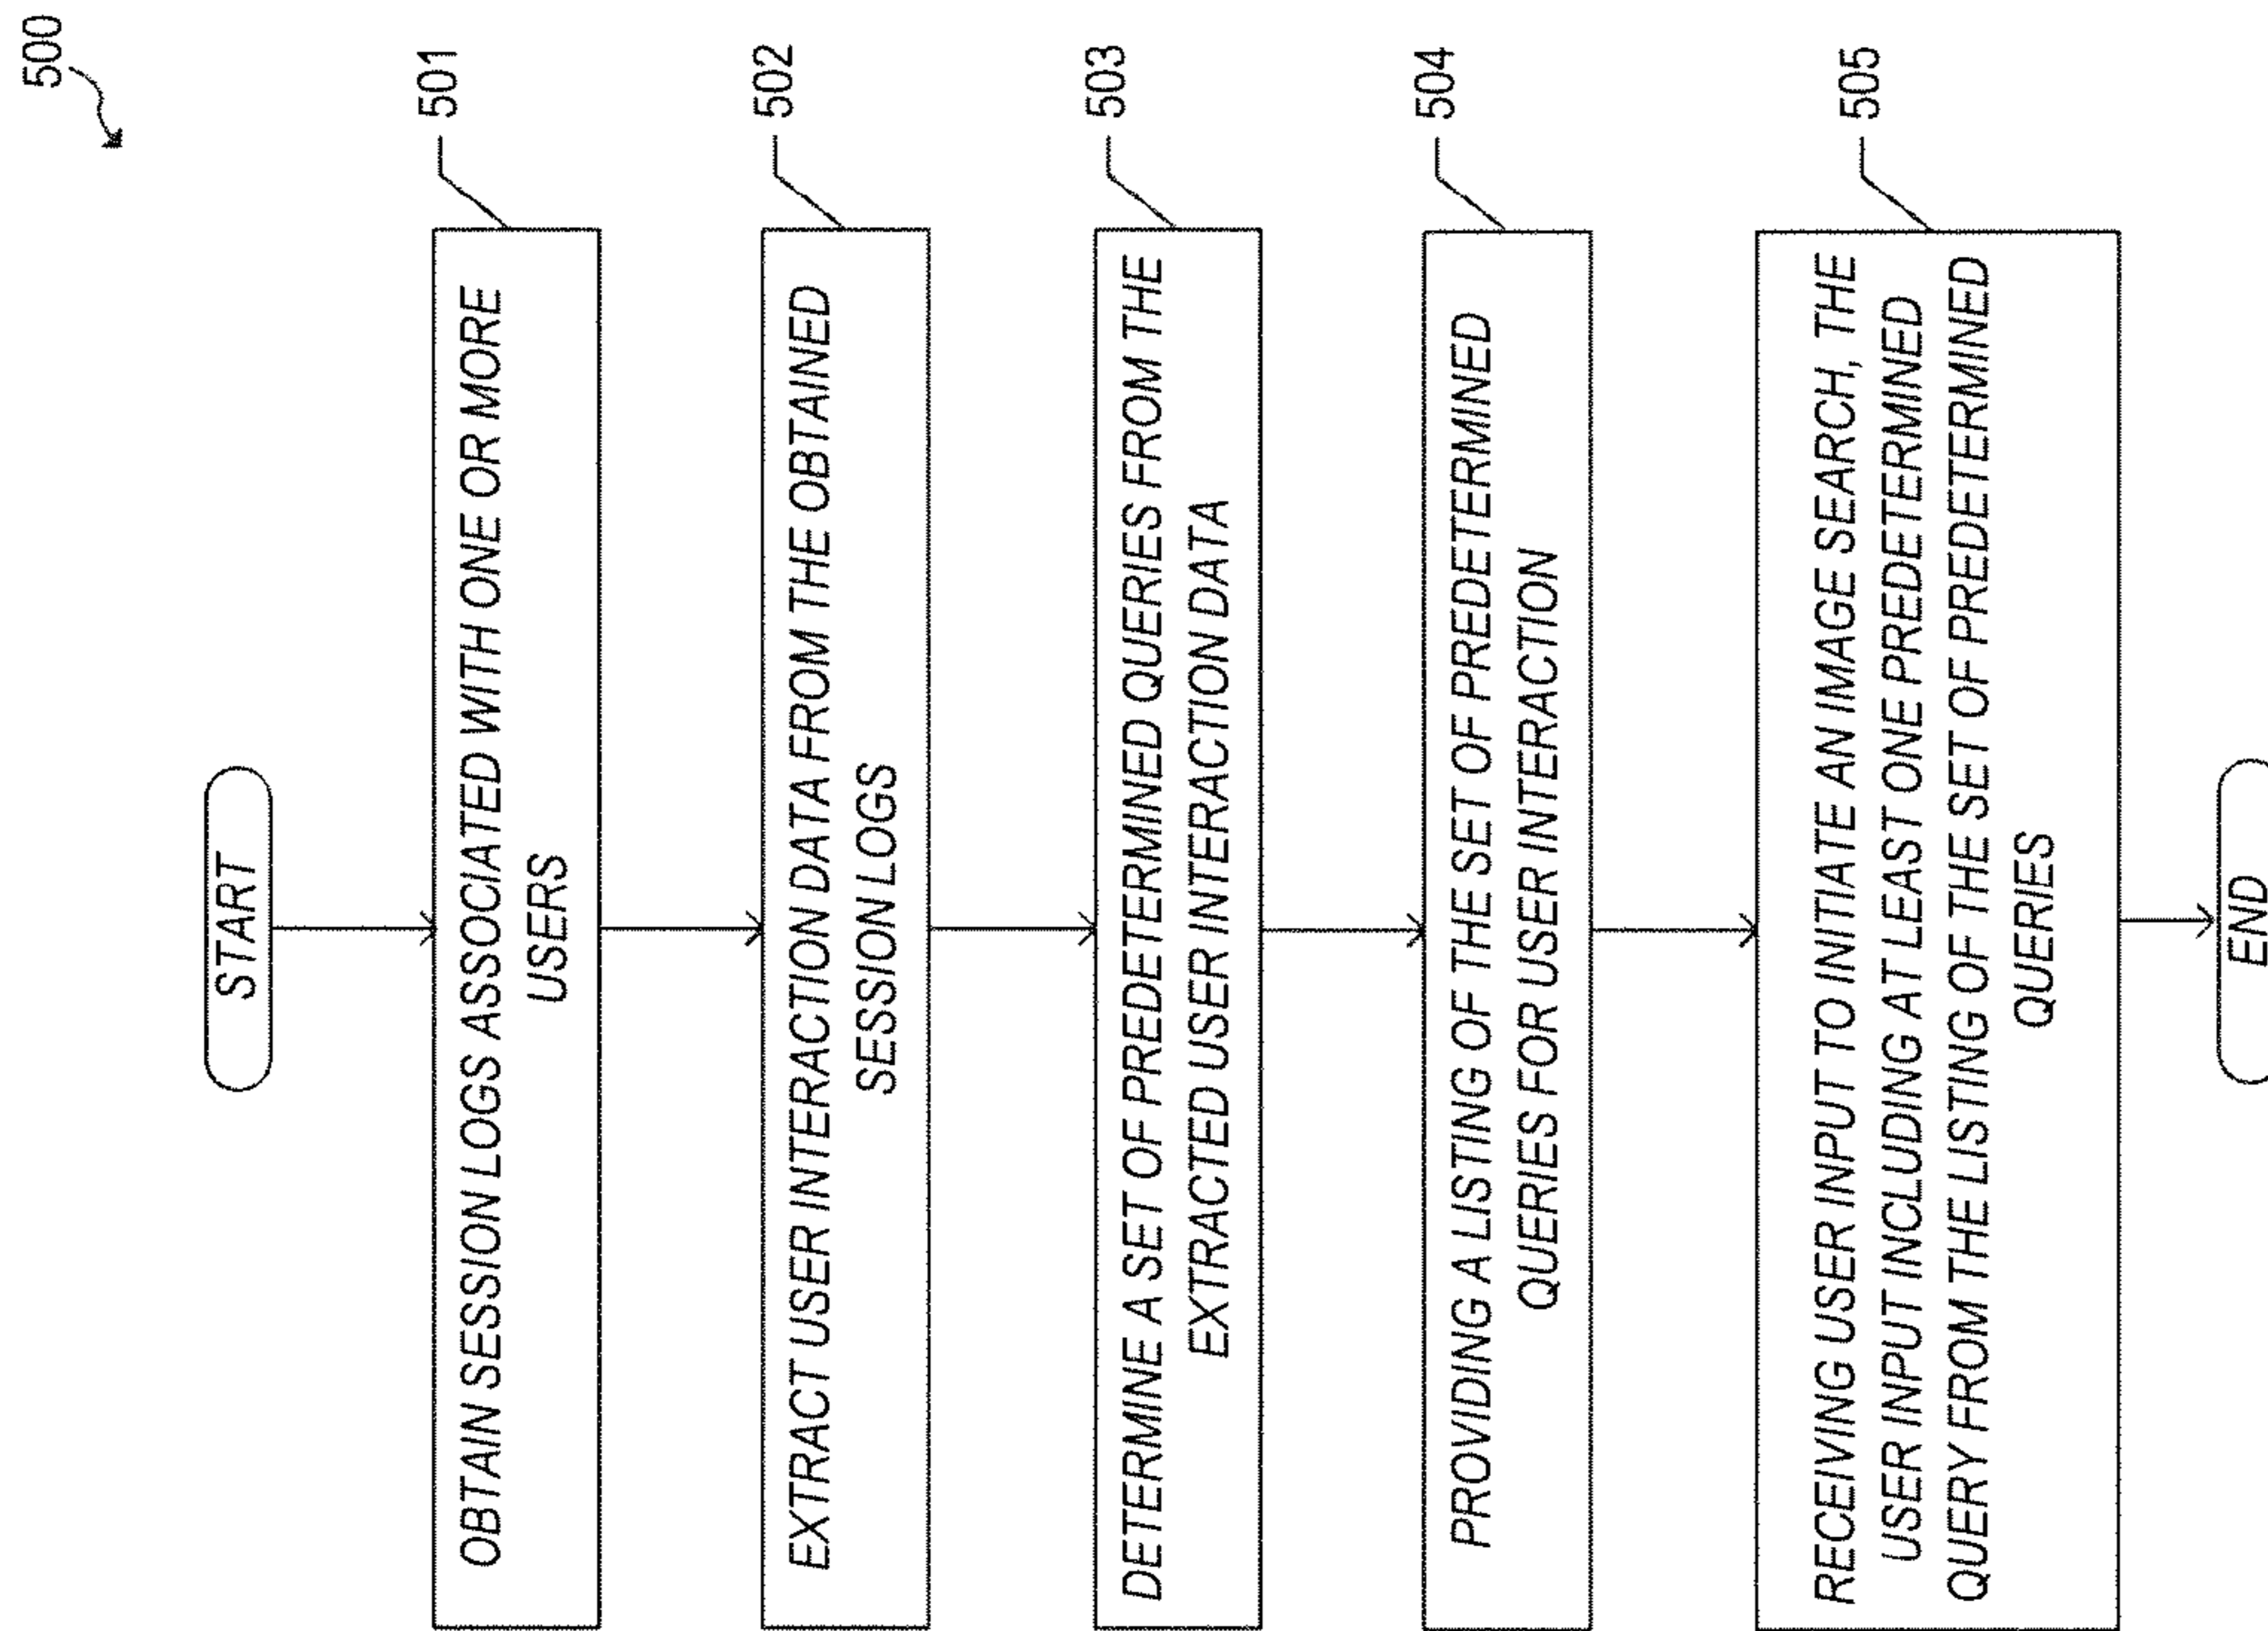 500
START
OBTAIN SESSION LOGS ASSOCIATED WITH ONE OR MORE
USERS
501
EXTRACT USER INTERACTION DATA FROM THE OBTAINED
SESSION LOGS
502
DETERMINE A SET OF PREDETERMINED QUERIES FROM THE
EXTRACTED USER INTERACTION DATA
503
PROVIDING A LISTING OF THE SET OF PREDETERMINED
QUERIES FOR USER INTERACTION
504
RECEIVING USER INPUT TO INITIATE AN IMAGE SEARCH, THE
USER INPUT INCLUDING AT LEAST ONE PREDETERMINED
QUERY FROM THE LISTING OF THE SET OF PREDETERMINED
QUERIES
505
END